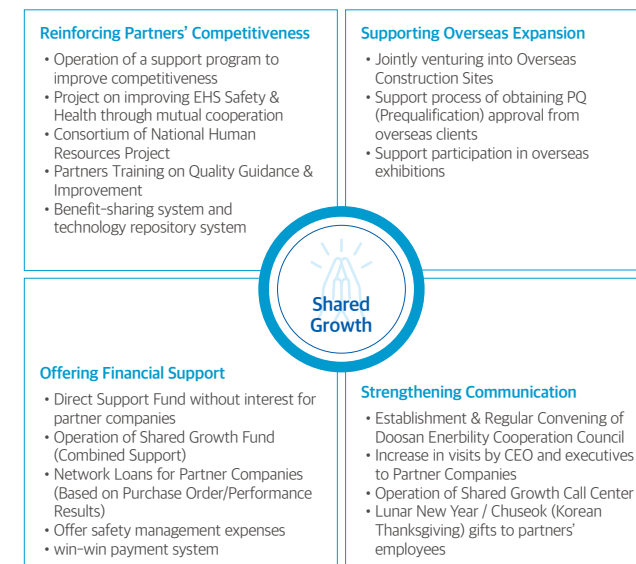 Reinforcing Partners' Competitiveness
• Operation of a support program to
improve competitiveness
• Project on improving EHS Safety &
Health through mutual cooperation
• Consortium of National Human
Resources Project
• Partners Training on Quality Guidance &
Improvement
• Benefit-sharing system and
technology repository system
Supporting Overseas Expansion
• Jointly venturing into Overseas
Construction Sites
• Support process of obtaining PQ
(Prequalification) approval from
overseas clients
• Support participation in overseas
exhibitions
Shared
Growth
Offering Financial Support
• Direct Support Fund without interest for
partner companies
• Operation of Shared Growth Fund
(Combined Support)
• Network Loans for Partner Companies
(Based on Purchase Order/Performance
Results)
• Offer safety management expenses
• win-win payment system
Strengthening Communication
• Establishment & Regular Convening of
Doosan Enerbility Cooperation Council
• Increase in visits by CEO and executives
to Partner Companies
• Operation of Shared Growth Call Center
• Lunar New Year / Chuseok (Korean
Thanksgiving) gifts to partners'
employees